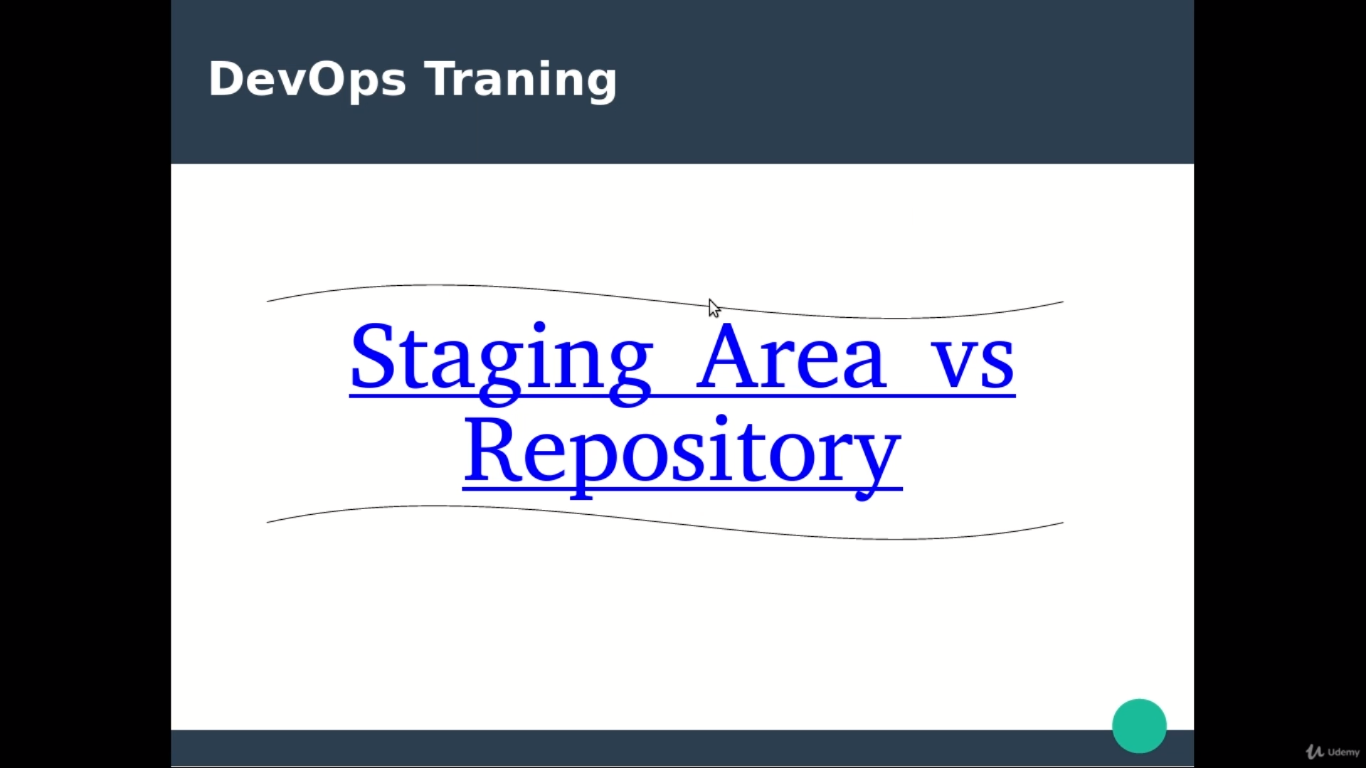 DevOps Traning
Staging Area vs
Repository
Udemy